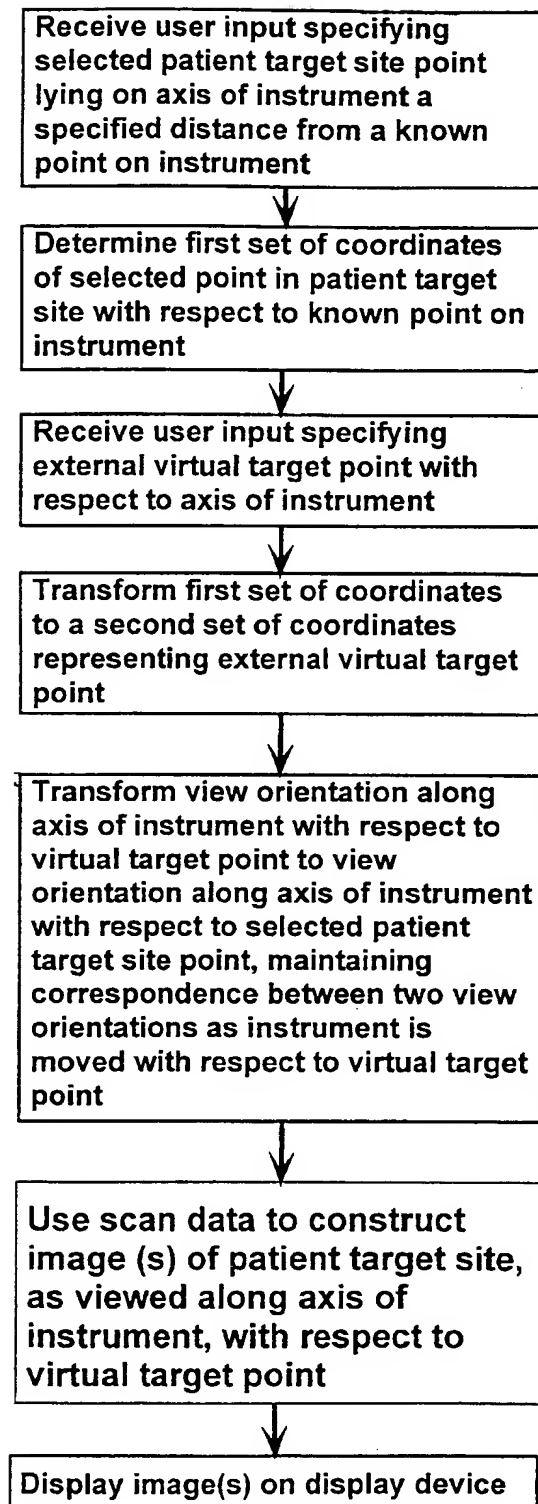 Receive user input specifying
selected patient target site point
lying on axis of instrument a
specified distance from a known
point on instrument
Determine first set of coordinates
of selected point in patient target
site with respect to known point on
instrument
Receive user input specifying
external virtual target point with
respect to axis of instrument
Transform first set of coordinates
to a second set of coordinates
representing external virtual target
point
Transform view orientation along
axis of instrument with respect to
virtual target point to view
orientation along axis of instrument
with respect to selected patient
target site point, maintaining
correspondence between two view
orientations as instrument is
moved with respect to virtual target
point
Use scan data to construct
image (s) of patient target site,
as viewed along axis of
instrument, with respect to
virtual target point
Display image(s) on display device